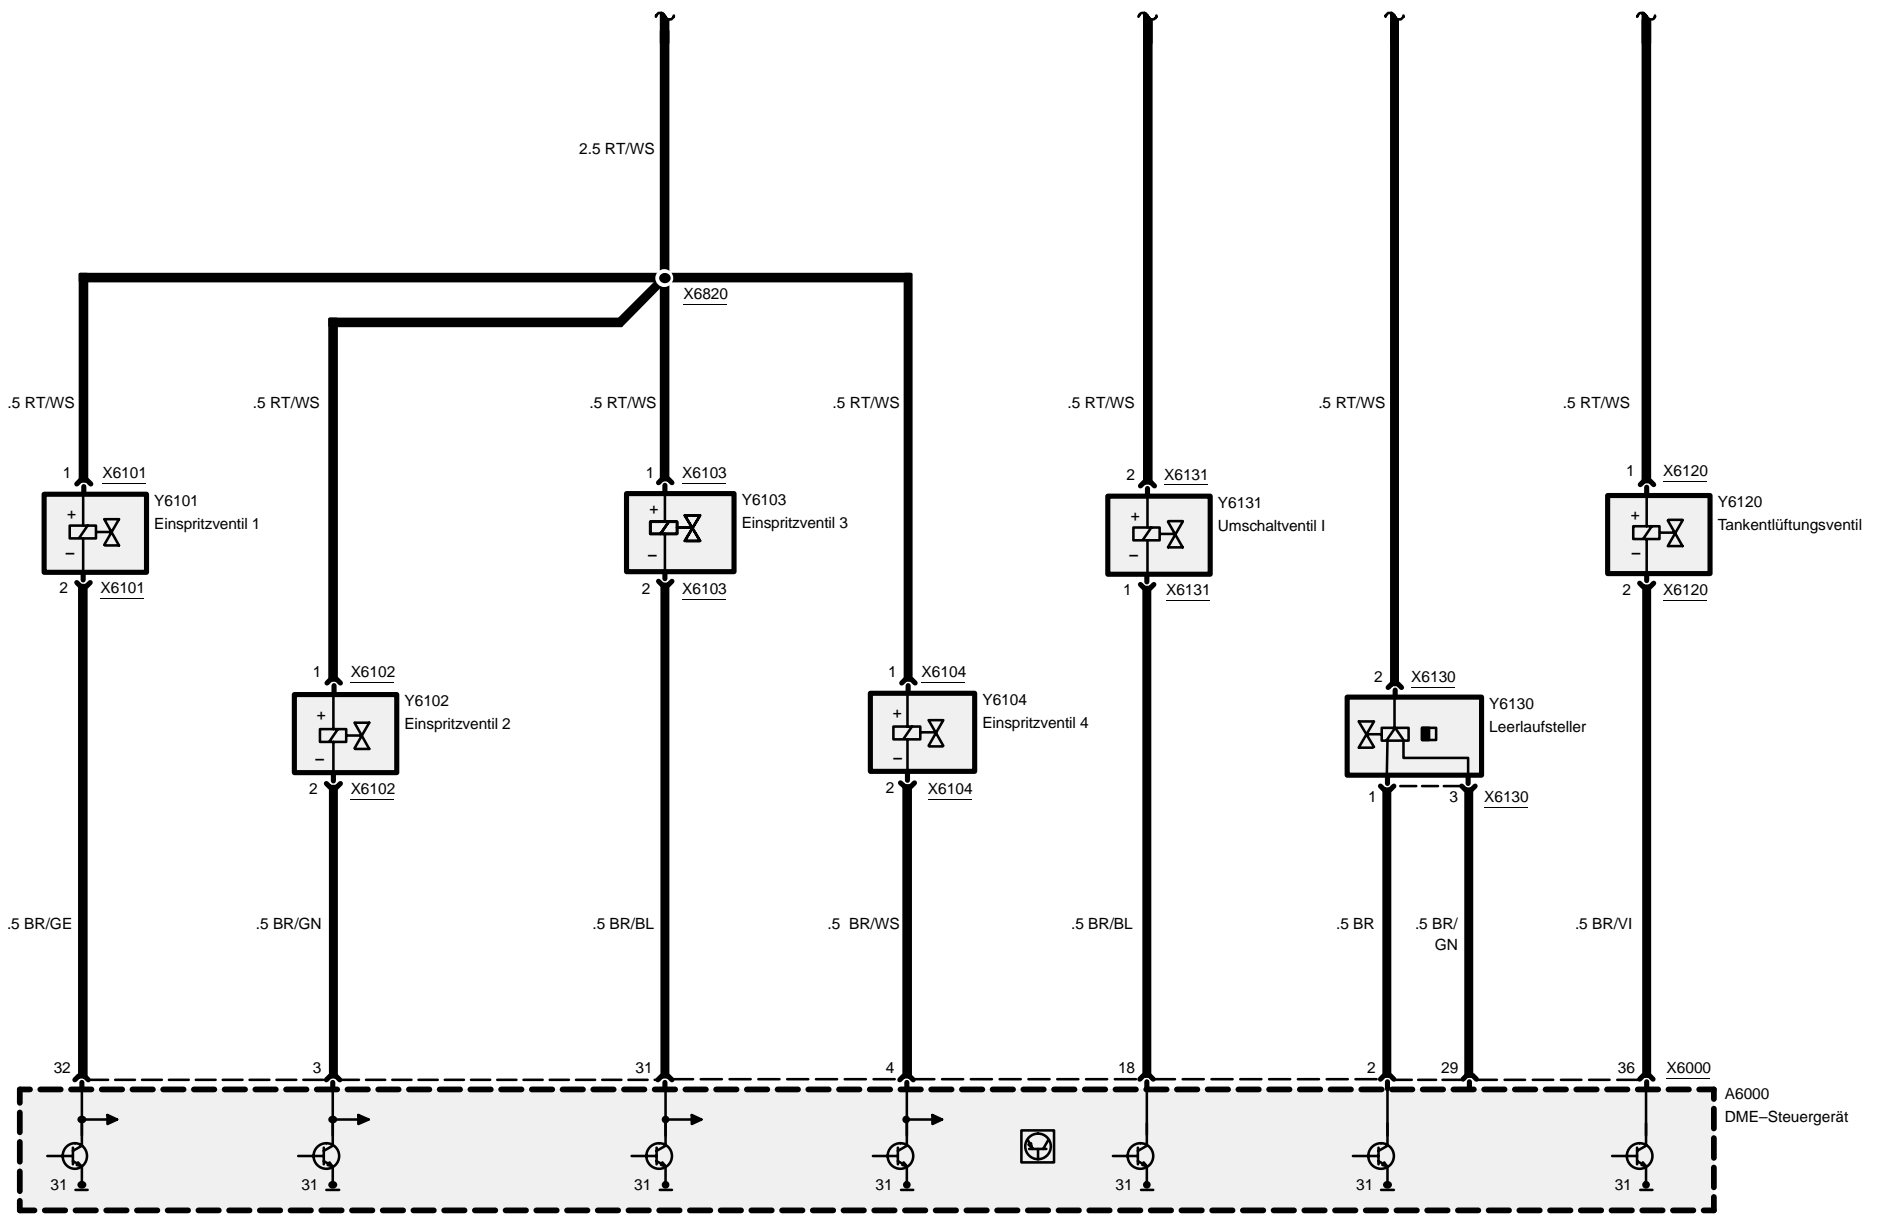 2.5 RT/WS
X6820
.5 RT/WS
.5 RT/WS
.5 RT/WS
.5 RT/WS
.5 RT/WS
.5 RT/WS
.5 RT/WS
1 X6101
Y6101
Einspritzventil 1
+
–
2 X6101
1 X6103
Y6103
Einspritzventil 3
+
–
2 X6103
2 X6131
Y6131
Umschaltventil I
+
–
1 X6131
1 X6120
Y6120
Tankentlüftungsventil
+
–
2 X6120
1 X6102
Y6102
Einspritzventil 2
+
–
2 X6102
1 X6104
Y6104
Einspritzventil 4
+
–
2 X6104
2 X6130
Y6130
Leerlaufsteller
1 3 X6130
.5 BR/GE
.5 BR/GN
.5 BR/BL
.5 BR/WS
.5 BR/BL
.5 BR
.5 BR/
GN
.5 BR/VI
32 3 31 4 18 2 29 36 X6000
A6000
DME–Steuergerät
31 31 31 31 31 31 31